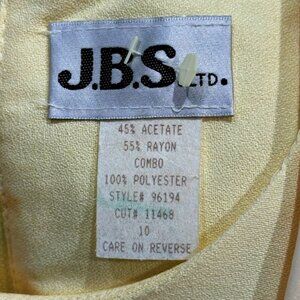 J.B.S LTD.
45% ACETATE
55% RAYON
COMBO
100% POLYESTER
STYLE# 96194
CUT# 11468
10
CARE ON REVERSE